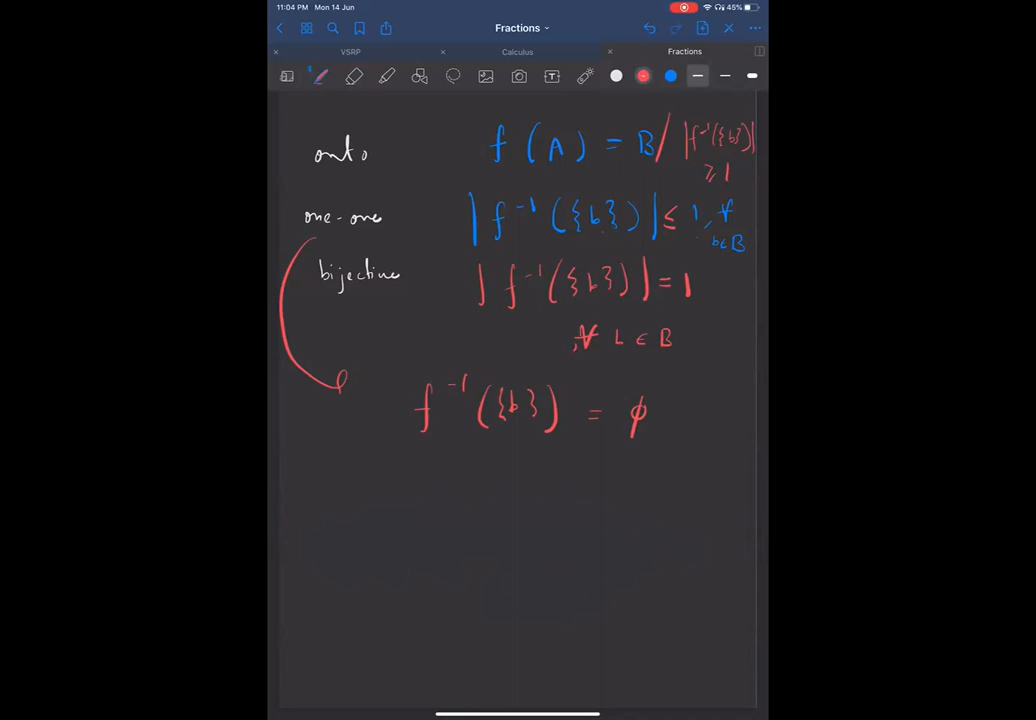 11:04 PM Mon 14 Jun 45%
Fractions
VSRP Calculus Fractions
onto f(A) = B / |f⁻¹({b})| ≥ 1
one-one |f⁻¹({b})| ≤ 1, ∀ b∈B
bijective |f⁻¹({b})| = 1
, ∀ b ∈ B
f⁻¹({b}) = φ